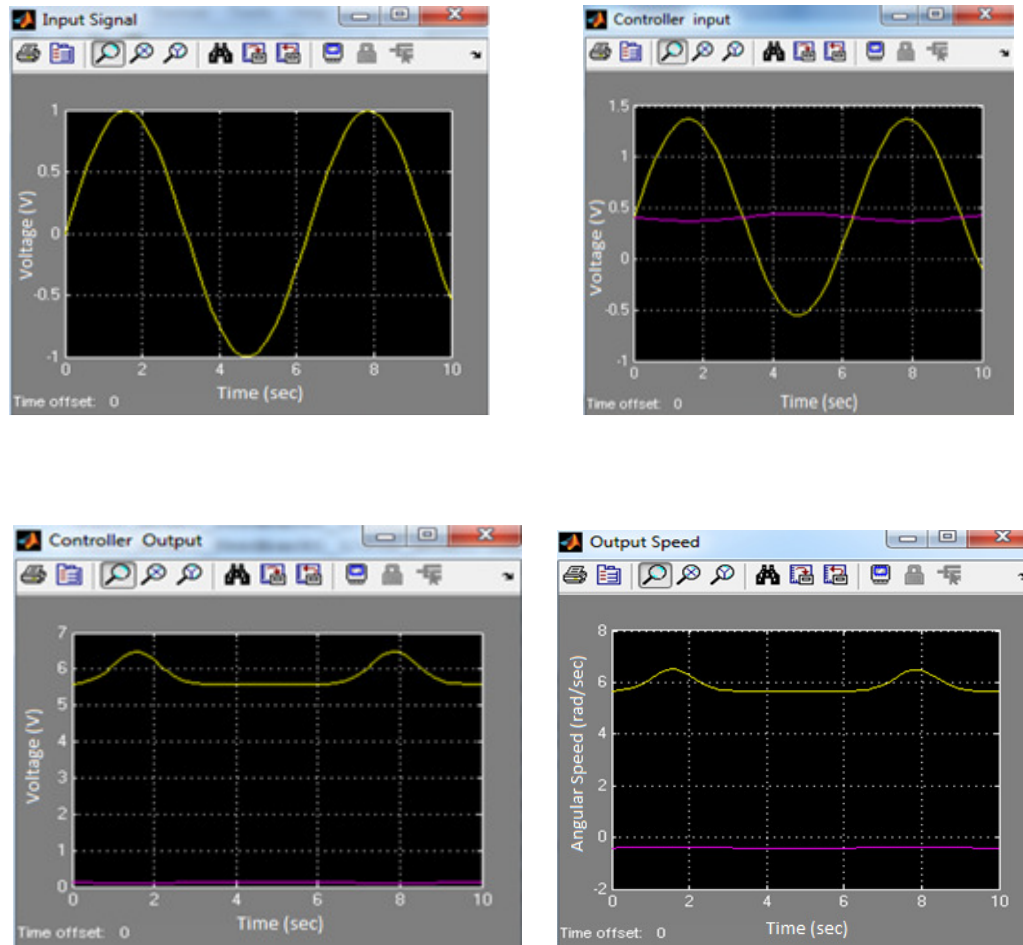 Input Signal
1
0.5
0
-0.5
-1
Voltage (V)
0 2 4 6 8 10
Time (sec)
Time offset: 0
Controller input
1.5
1
0.5
0
-0.5
-1
Voltage (V)
0 2 4 6 8 10
Time (sec)
Time offset: 0
Controller Output
7
6
5
4
3
2
1
0
Voltage (V)
0 2 4 6 8 10
Time (sec)
Time offset: 0
Output Speed
8
6
4
2
0
-2
Angular Speed (rad/sec)
0 2 4 6 8 10
Time (sec)
Time offset: 0